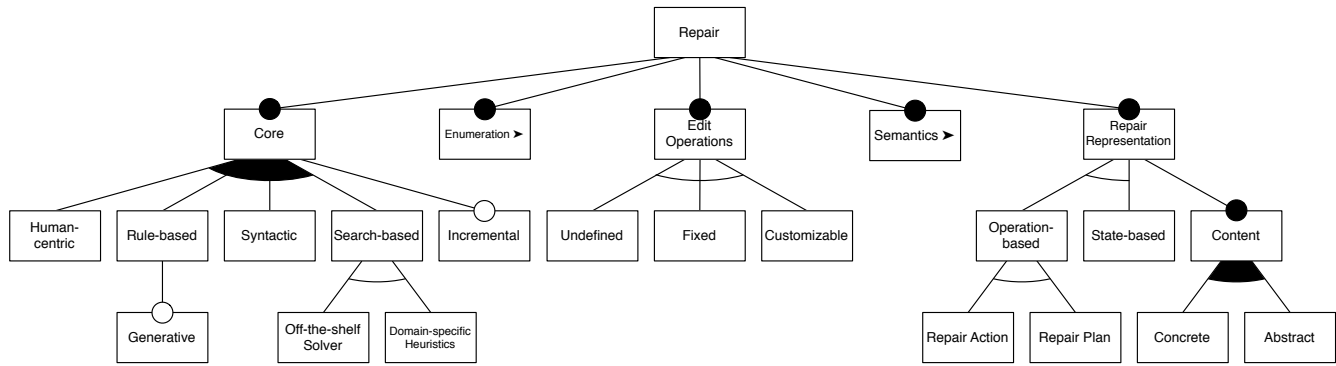 Repair
Core
Enumeration ➤
Edit
Operations
Semantics ➤
Repair
Representation
Human-
centric
Rule-based
Syntactic
Search-based
Incremental
Undefined
Fixed
Customizable
Operation-
based
State-based
Content
Generative
Off-the-shelf
Solver
Domain-specific
Heuristics
Repair Action
Repair Plan
Concrete
Abstract